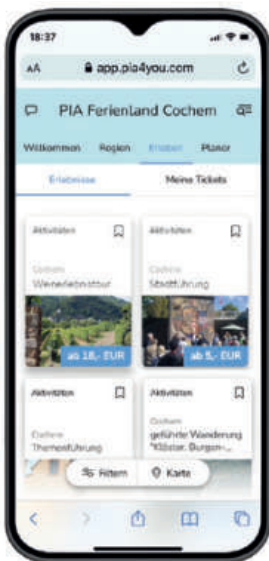 18:37
AA app.pia4you.com
PIA Ferienland Cochem
Willkommen Region Erleben Planer
Erlebnisse Meine Tickets
Aktivitäten Aktivitäten
Cochem Cochem
Weinerlebnistour Stadtführung
ab 18,- EUR ab 5,- EUR
Aktivitäten Aktivitäten
Cochem Cochem
Themenführung geführte Wanderung
"Klöster, Burgen-...
Filtern Karte